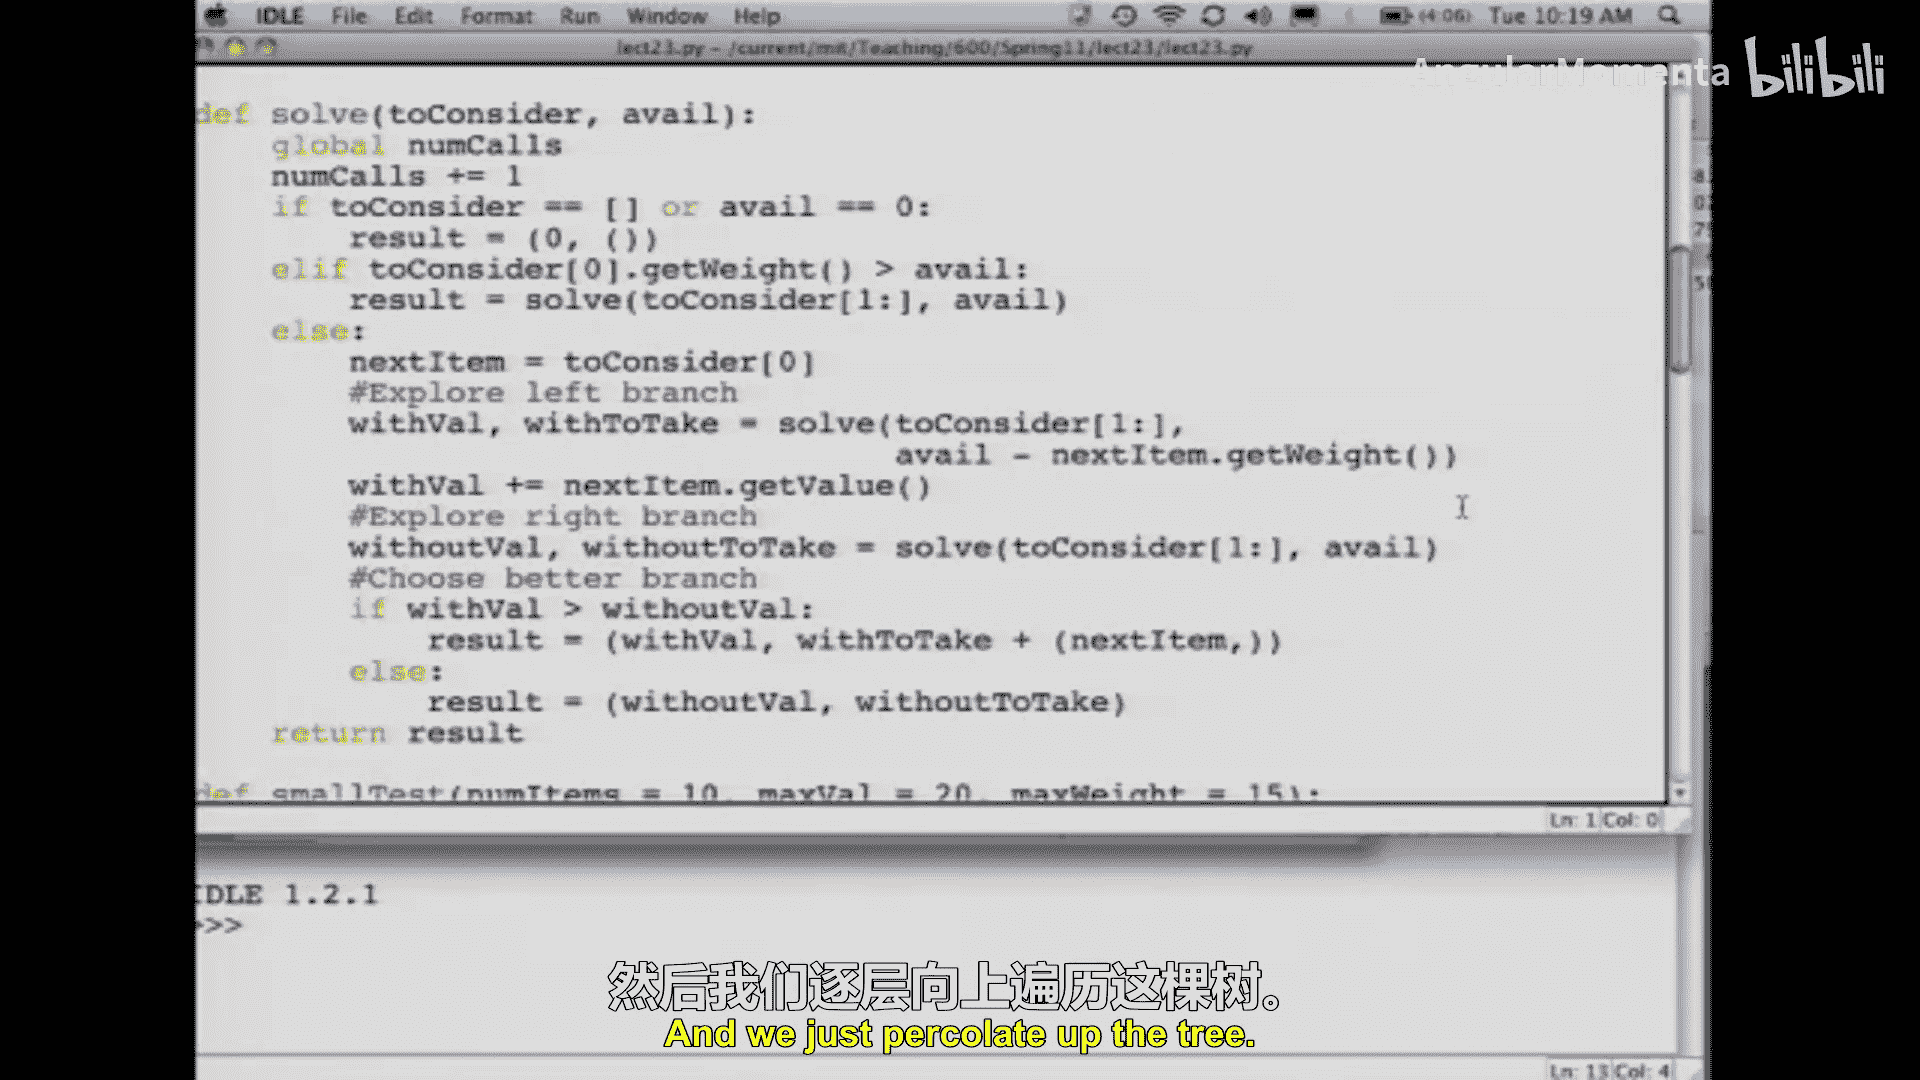 IDLE File Edit Format Run Window Help (4:06) Tue 10:19 AM
lect23.py - /current/mit/Teaching/600/Spring11/lect23/lect23.py
AngularMomenta bilibili
def solve(toConsider, avail):
global numCalls
numCalls += 1
if toConsider == [] or avail == 0:
result = (0, ())
elif toConsider[0].getWeight() > avail:
result = solve(toConsider[1:], avail)
else:
nextItem = toConsider[0]
#Explore left branch
withVal, withToTake = solve(toConsider[1:],
avail - nextItem.getWeight())
withVal += nextItem.getValue()
#Explore right branch
withoutVal, withoutToTake = solve(toConsider[1:], avail)
#Choose better branch
if withVal > withoutVal:
result = (withVal, withToTake + (nextItem,))
else:
result = (withoutVal, withoutToTake)
return result
def smallTest(numItems = 10, maxVal = 20, maxWeight = 15):
Ln: 1 Col: 0
IDLE 1.2.1
>>>
然后我们逐层向上遍历这棵树。
And we just percolate up the tree.
Ln: 13 Col: 4